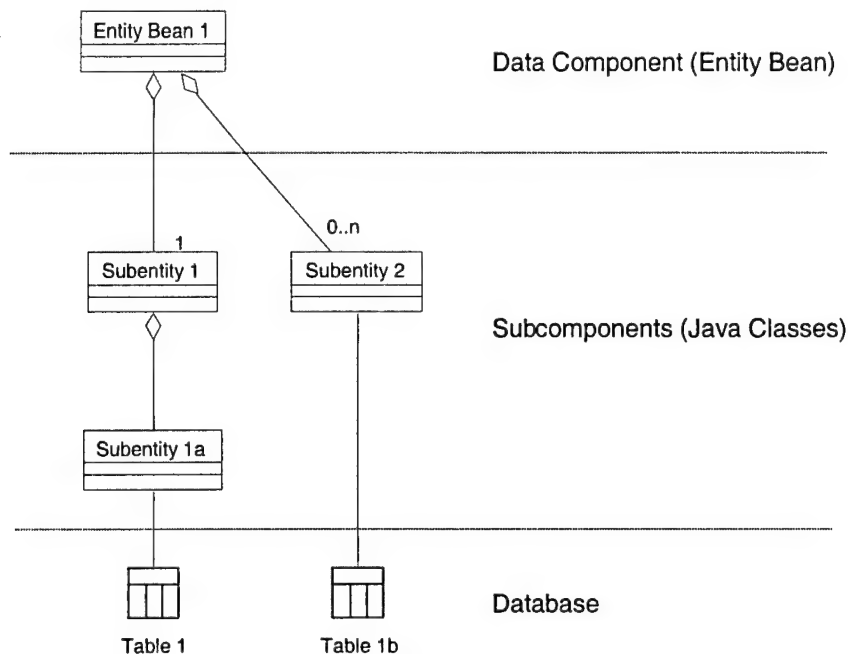 Entity Bean 1
Data Component (Entity Bean)
0..n
1
Subentity 1
Subentity 2
Subcomponents (Java Classes)
Subentity 1a
Database
Table 1
Table 1b